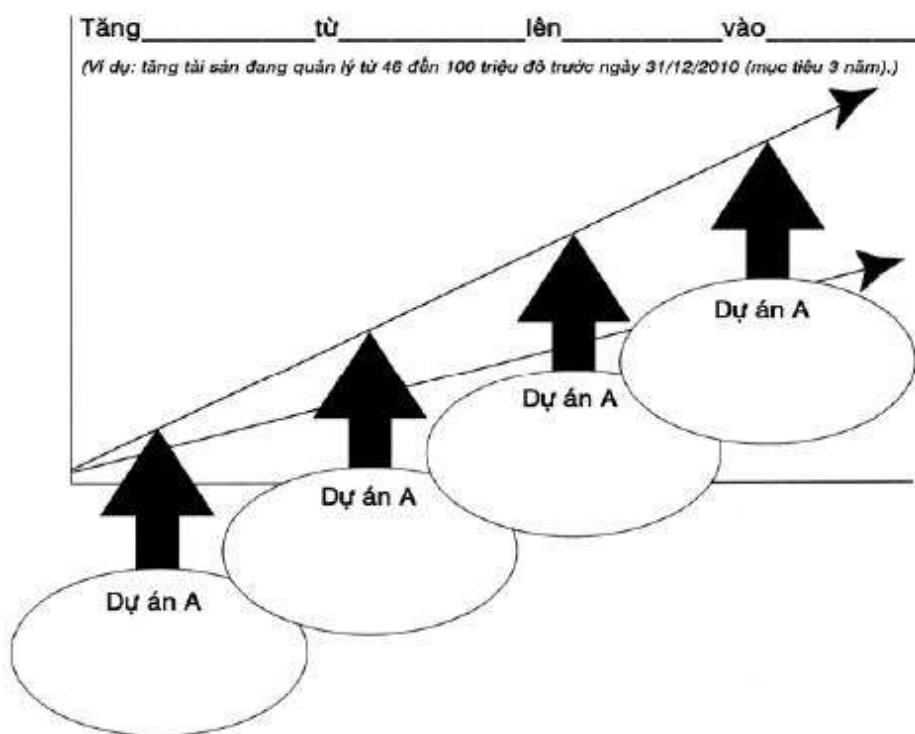 Tăng__________từ__________lên__________vào__________
(Ví dụ: tăng tài sản đang quản lý từ 46 đến 100 triệu đô trước ngày 31/12/2010 (mục tiêu 3 năm).)
Dự án A
Dự án A
Dự án A
Dự án A